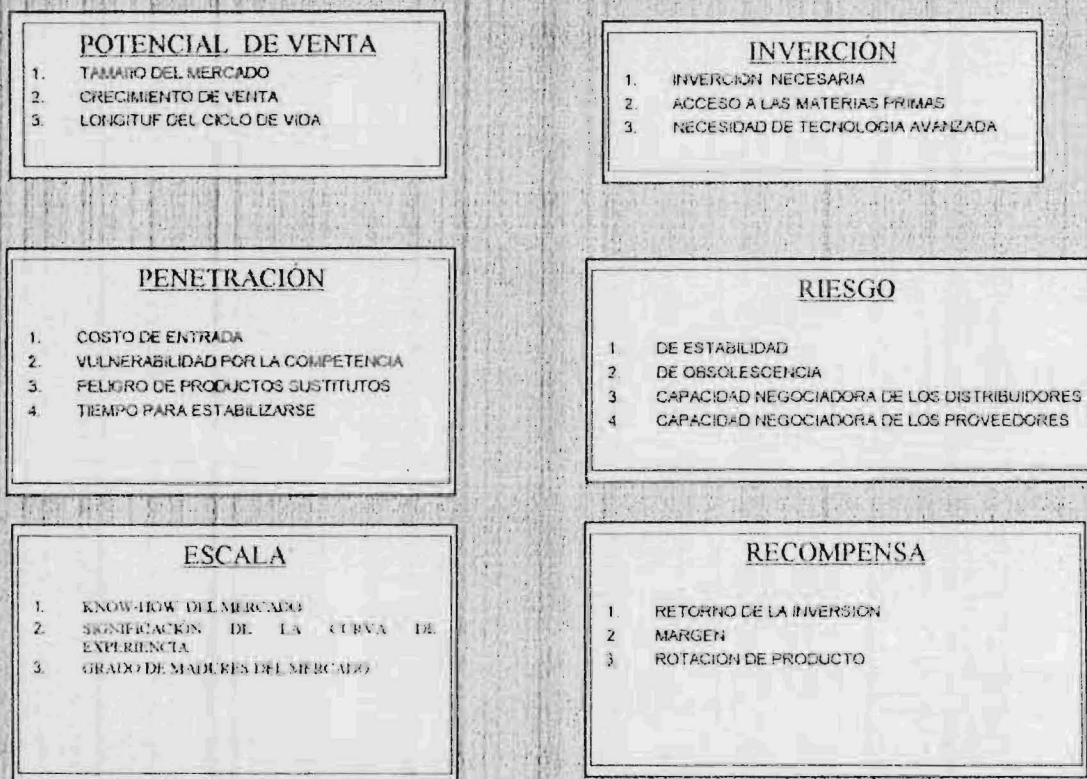 POTENCIAL DE VENTA
1. TAMAÑO DEL MERCADO
2. CRECIMIENTO DE VENTA
3. LONGITUF DEL CICLO DE VIDA
INVERCIÓN
1. INVERCION NECESARIA
2. ACCESO A LAS MATERIAS PRIMAS
3. NECESIDAD DE TECNOLOGIA AVANZADA
PENETRACIÓN
1. COSTO DE ENTRADA
2. VULNERABILIDAD POR LA COMPETENCIA
3. PELIGRO DE PRODUCTOS SUSTITUTOS
4. TIEMPO PARA ESTABILIZARSE
RIESGO
1. DE ESTABILIDAD
2. DE OBSOLESCENCIA
3. CAPACIDAD NEGOCIADORA DE LOS DISTRIBUIDORES
4. CAPACIDAD NEGOCIADORA DE LOS PROVEEDORES
ESCALA
1. KNOW-HOW DEL MERCADO
2. SIGNIFICACION DE LA CURVA DE
EXPERIENCIA
3. GRADO DE MADURES DEL MERCADO
RECOMPENSA
1. RETORNO DE LA INVERSION
2. MARGEN
3. ROTACION DE PRODUCTO